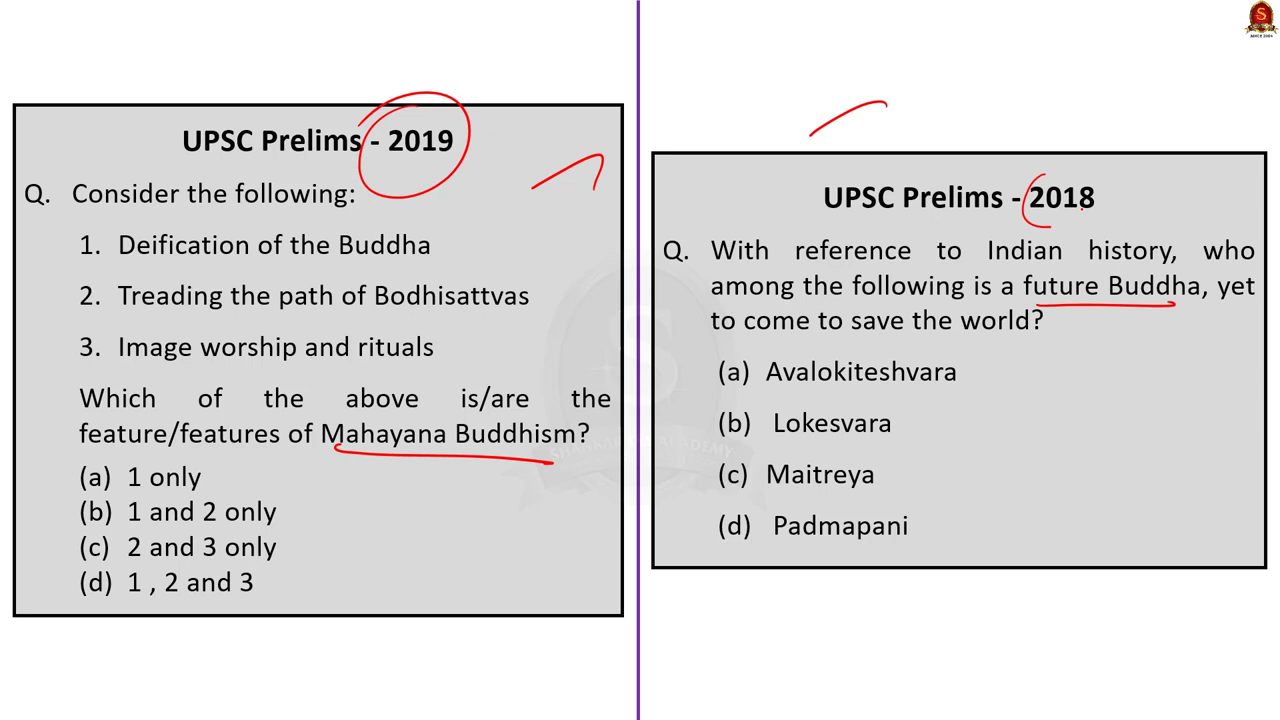 UPSC Prelims - 2019
Q. Consider the following:
1. Deification of the Buddha
2. Treading the path of Bodhisattvas
3. Image worship and rituals
Which of the above is/are the
feature/features of Mahayana Buddhism?
(a) 1 only
(b) 1 and 2 only
(c) 2 and 3 only
(d) 1 , 2 and 3
UPSC Prelims - 2018
Q. With reference to Indian history, who
among the following is a future Buddha, yet
to come to save the world?
(a) Avalokiteshvara
(b) Lokesvara
(c) Maitreya
(d) Padmapani
S
SINCE 2004